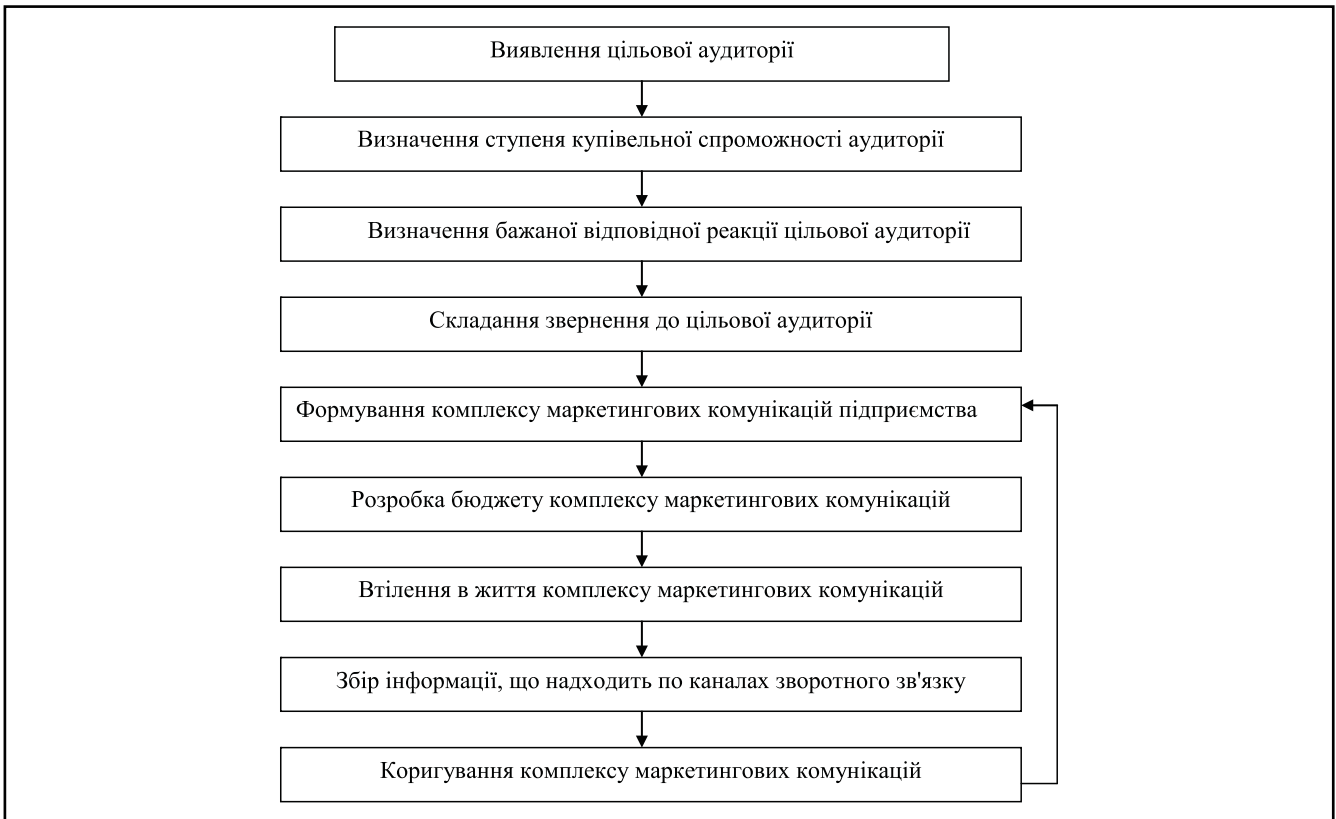 Виявлення цільової аудиторії
Визначення ступеня купівельної спроможності аудиторії
Визначення бажаної відповідної реакції цільової аудиторії
Складання звернення до цільової аудиторії
Формування комплексу маркетингових комунікацій підприємства
Розробка бюджету комплексу маркетингових комунікацій
Втілення в життя комплексу маркетингових комунікацій
Збір інформації, що надходить по каналах зворотного зв'язку
Коригування комплексу маркетингових комунікацій